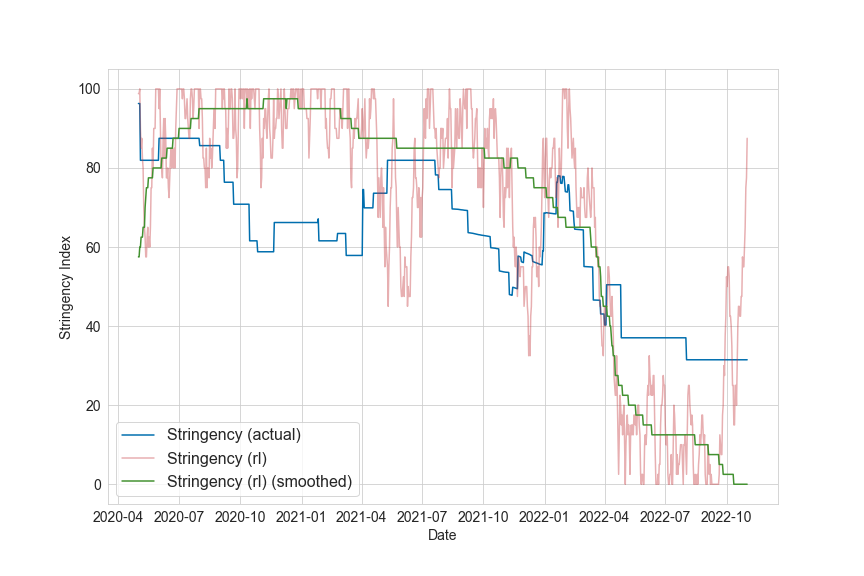 100
80
60
40
20
0
Stringency Index
Stringency (actual)
Stringency (rl)
Stringency (rl) (smoothed)
2020-04 2020-07 2020-10 2021-01 2021-04 2021-07 2021-10 2022-01 2022-04 2022-07 2022-10
Date